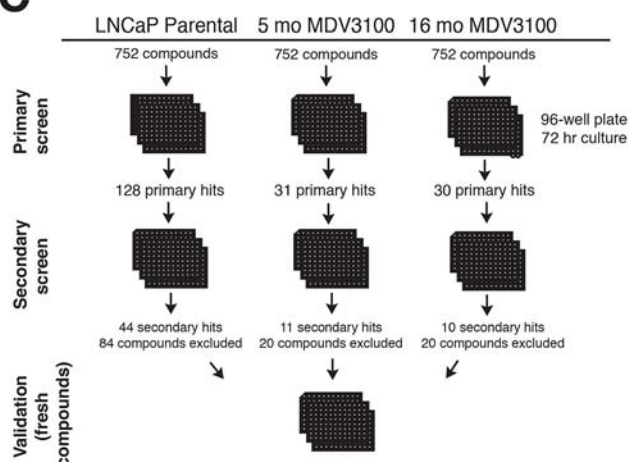 C
LNCaP Parental 5 mo MDV3100 16 mo MDV3100
752 compounds 752 compounds 752 compounds
Primary
screen
96-well plate
72 hr culture
128 primary hits 31 primary hits 30 primary hits
Secondary
screen
44 secondary hits 11 secondary hits 10 secondary hits
84 compounds excluded 20 compounds excluded 20 compounds excluded
Validation
(fresh
compounds)